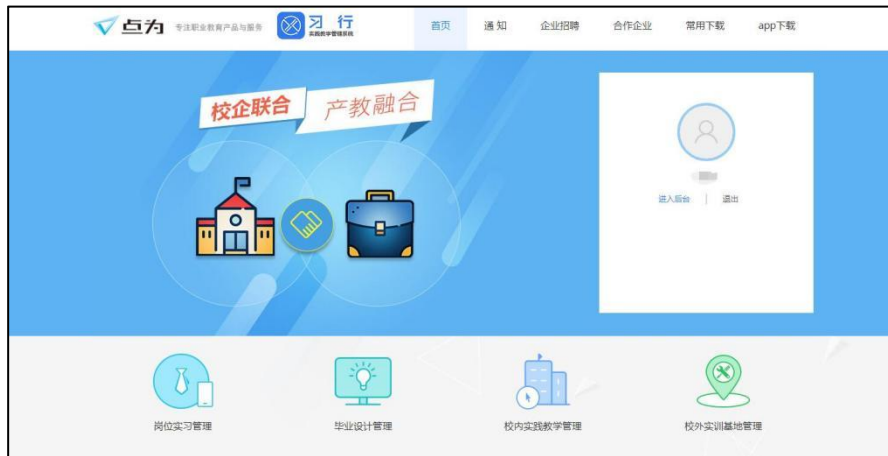 点为
专注职业教育产品与服务
习 行
实践教学管理系统
首页
通知
企业招聘
合作企业
常用下载
app下载
校企联合
产教融合
进入后台 | 退出
岗位实习管理
毕业设计管理
校内实践教学管理
校外实训基地管理